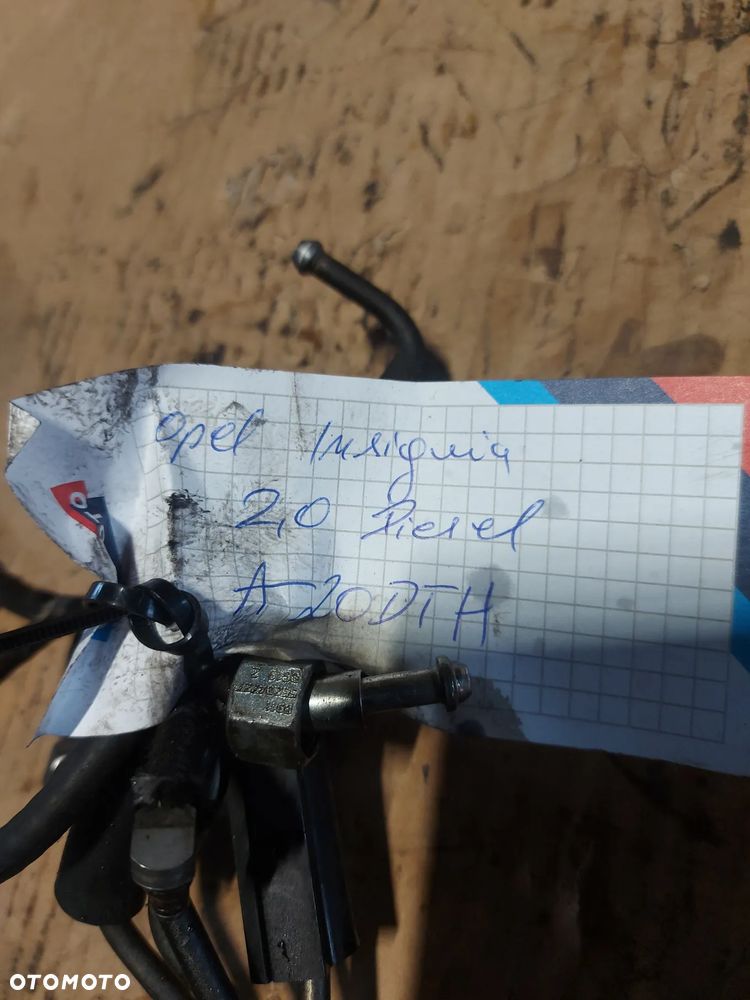 Opel Insignia
2,0 Diesel
A20DTH
OTOMOTO